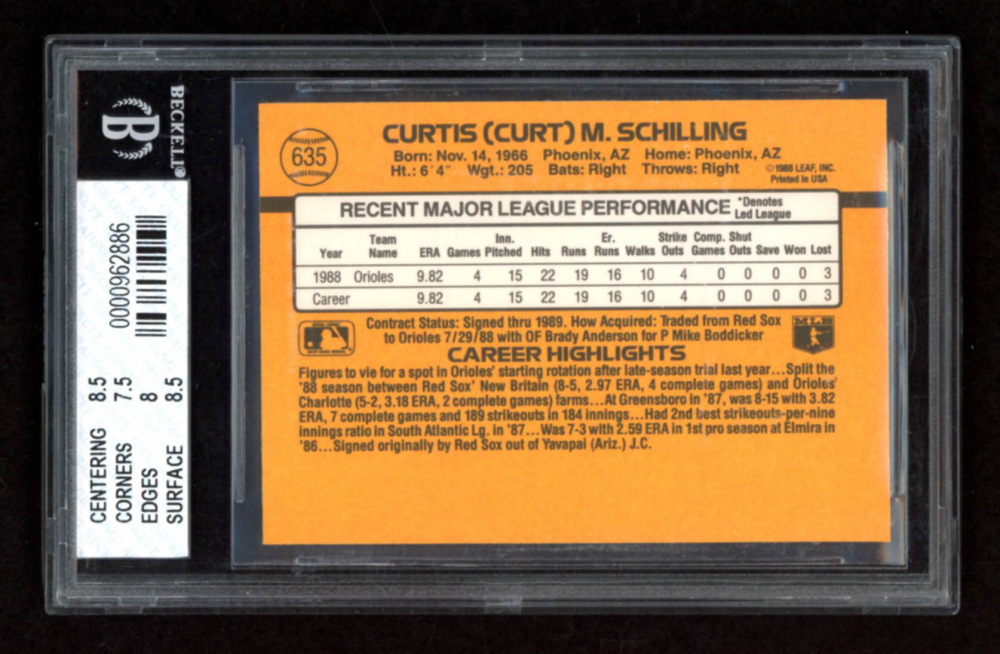 BECKETT®
B
0000962886
CENTERING 8.5
CORNERS 7.5
EDGES 8
SURFACE 8.5
635
CURTIS (CURT) M. SCHILLING
Born: Nov. 14, 1966 Phoenix, AZ Home: Phoenix, AZ
Ht.: 6'4" Wgt.: 205 Bats: Right Throws: Right
©1988 LEAF, INC.
Printed in USA
RECENT MAJOR LEAGUE PERFORMANCE *Denotes Led League
Year Team Name ERA Games Inn. Pitched Hits Runs Er. Runs Walks Strike Outs Comp. Games Shut Outs Save Won Lost
1988 Orioles 9.82 4 15 22 19 16 10 4 0 0 0 0 3
Career 9.82 4 15 22 19 16 10 4 0 0 0 0 3
Contract Status: Signed thru 1989. How Acquired: Traded from Red Sox
to Orioles 7/29/88 with OF Brady Anderson for P Mike Boddicker
MLB
CAREER HIGHLIGHTS
Figures to vie for a spot in Orioles' starting rotation after late-season trial last year...Split the
'88 season between Red Sox' New Britain (8-5, 2.97 ERA, 4 complete games) and Orioles'
Charlotte (5-2, 3.18 ERA, 2 complete games) farms...At Greensboro in '87, was 8-15 with 3.82
ERA, 7 complete games and 189 strikeouts in 184 innings...Had 2nd best strikeouts-per-nine
innings ratio in South Atlantic Lg. in '87...Was 7-3 with 2.59 ERA in 1st pro season at Elmira in
'86...Signed originally by Red Sox out of Yavapai (Ariz.) J.C.